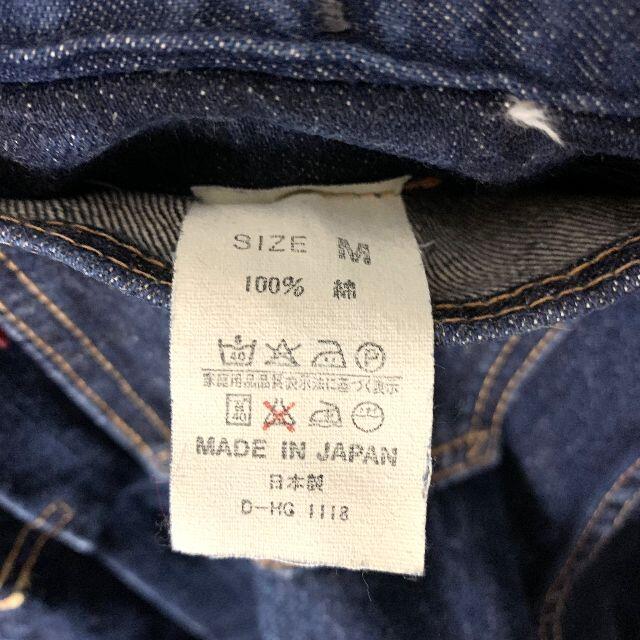 SIZE M
100% 綿
家庭用品品質表示法に基づく表示
MADE IN JAPAN
日本製
D-HG 1118